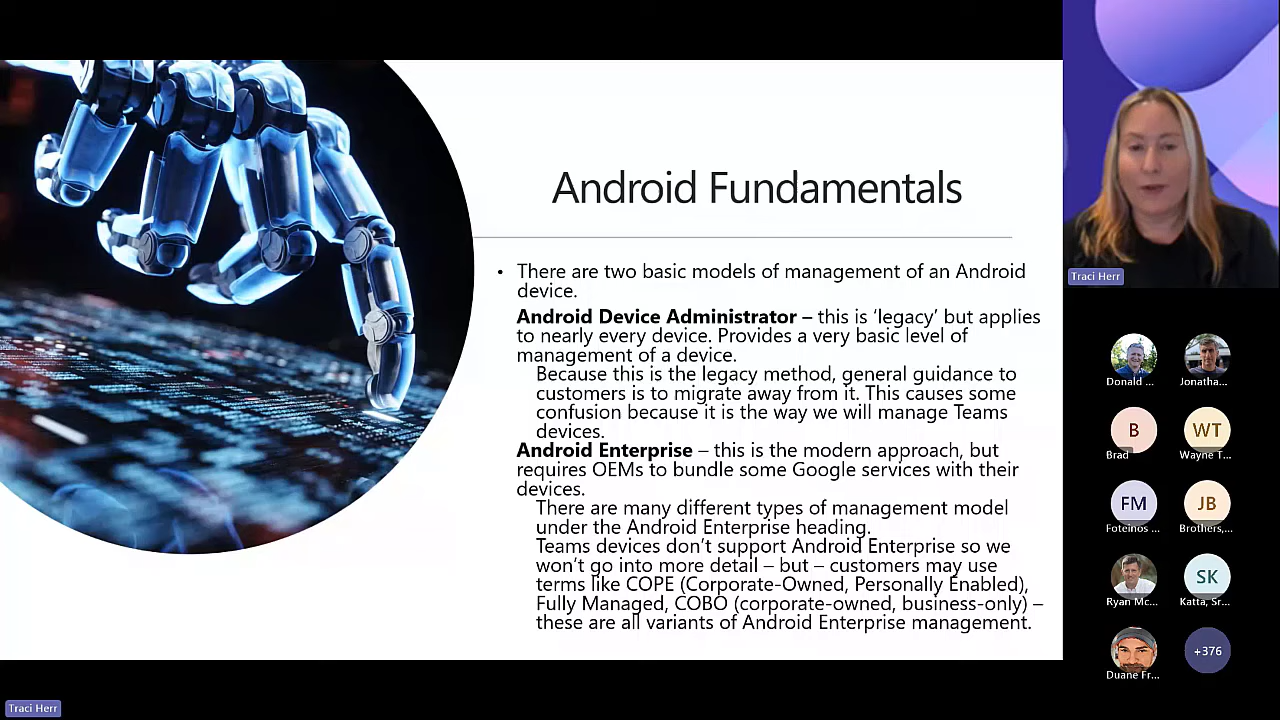 Android Fundamentals
• There are two basic models of management of an Android
device.
Android Device Administrator – this is ‘legacy’ but applies
to nearly every device. Provides a very basic level of
management of a device.
Because this is the legacy method, general guidance to
customers is to migrate away from it. This causes some
confusion because it is the way we will manage Teams
devices.
Android Enterprise – this is the modern approach, but
requires OEMs to bundle some Google services with their
devices.
There are many different types of management model
under the Android Enterprise heading.
Teams devices don’t support Android Enterprise so we
won’t go into more detail – but – customers may use
terms like COPE (Corporate-Owned, Personally Enabled),
Fully Managed, COBO (corporate-owned, business-only) –
these are all variants of Android Enterprise management.
Traci Herr
Donald ...
Jonatha...
B
WT
Brad
Wayne T...
FM
JB
Foteinos ...
Brothers,...
SK
Ryan Mc...
Katta, Sr...
+376
Duane Fr...
Traci Herr